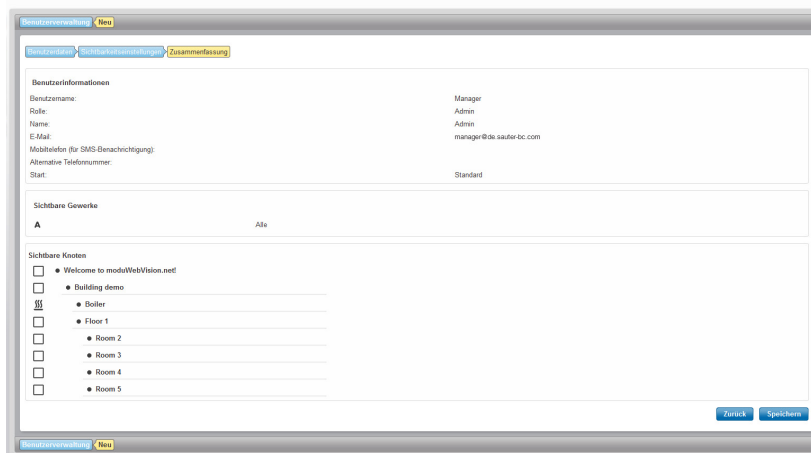 Benutzerverwaltung Neu
Benutzerdaten Sichtbarkeitseinstellungen Zusammenfassung
Benutzerinformationen
Benutzername: Manager
Rolle: Admin
Name: Admin
E-Mail: manager@de.sauter-bc.com
Mobiltelefon (für SMS-Benachrichtigung):
Alternative Telefonnummer:
Start: Standard
Sichtbare Gewerke
A Alle
Sichtbare Knoten
Welcome to moduWebVision.net!
Building demo
Boiler
Floor 1
Room 2
Room 3
Room 4
Room 5
Zurück Speichern
Benutzerverwaltung Neu